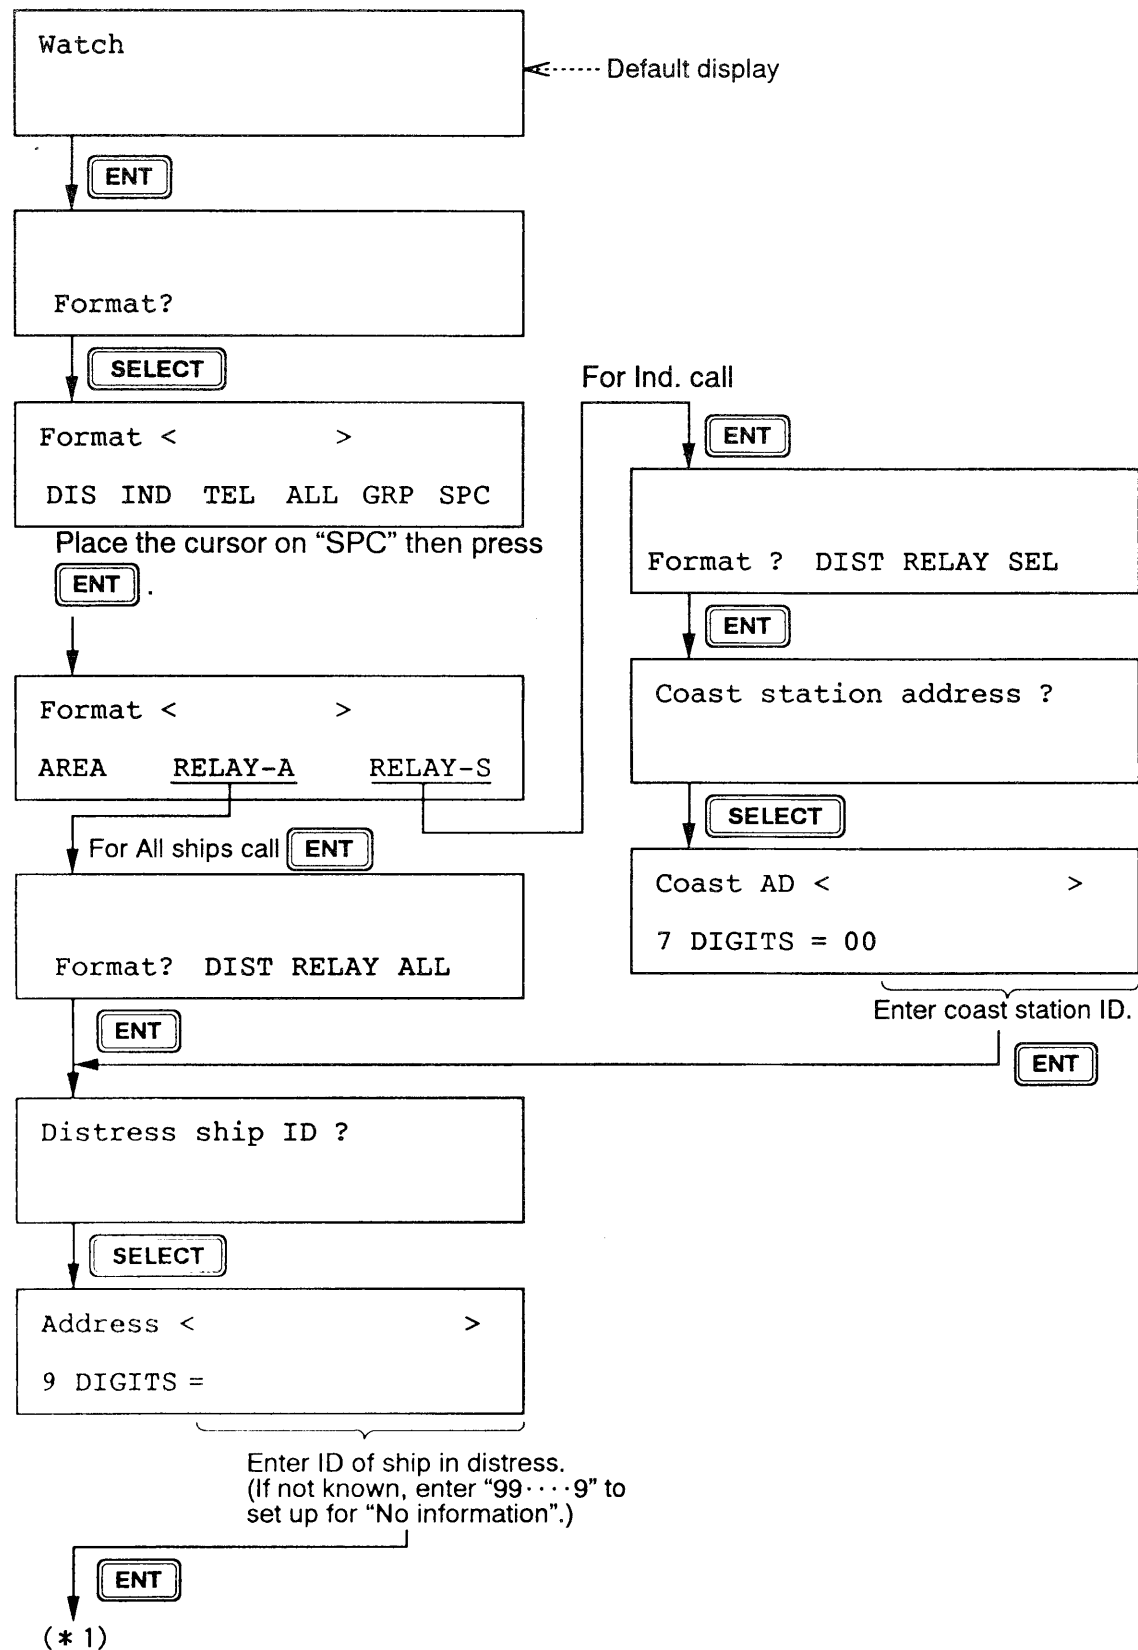 Watch
Default display
ENT
Format?
SELECT
Format < >
DIS IND TEL ALL GRP SPC
Place the cursor on “SPC” then press
ENT .
Format < >
AREA RELAY-A RELAY-S
For All ships call ENT
Format? DIST RELAY ALL
ENT
For Ind. call
ENT
Format ? DIST RELAY SEL
ENT
Coast station address ?
SELECT
Coast AD < >
7 DIGITS = 00
Enter coast station ID.
ENT
Distress ship ID ?
SELECT
Address < >
9 DIGITS =
Enter ID of ship in distress.
(If not known, enter “99····9” to
set up for “No information”.)
ENT
(* 1)